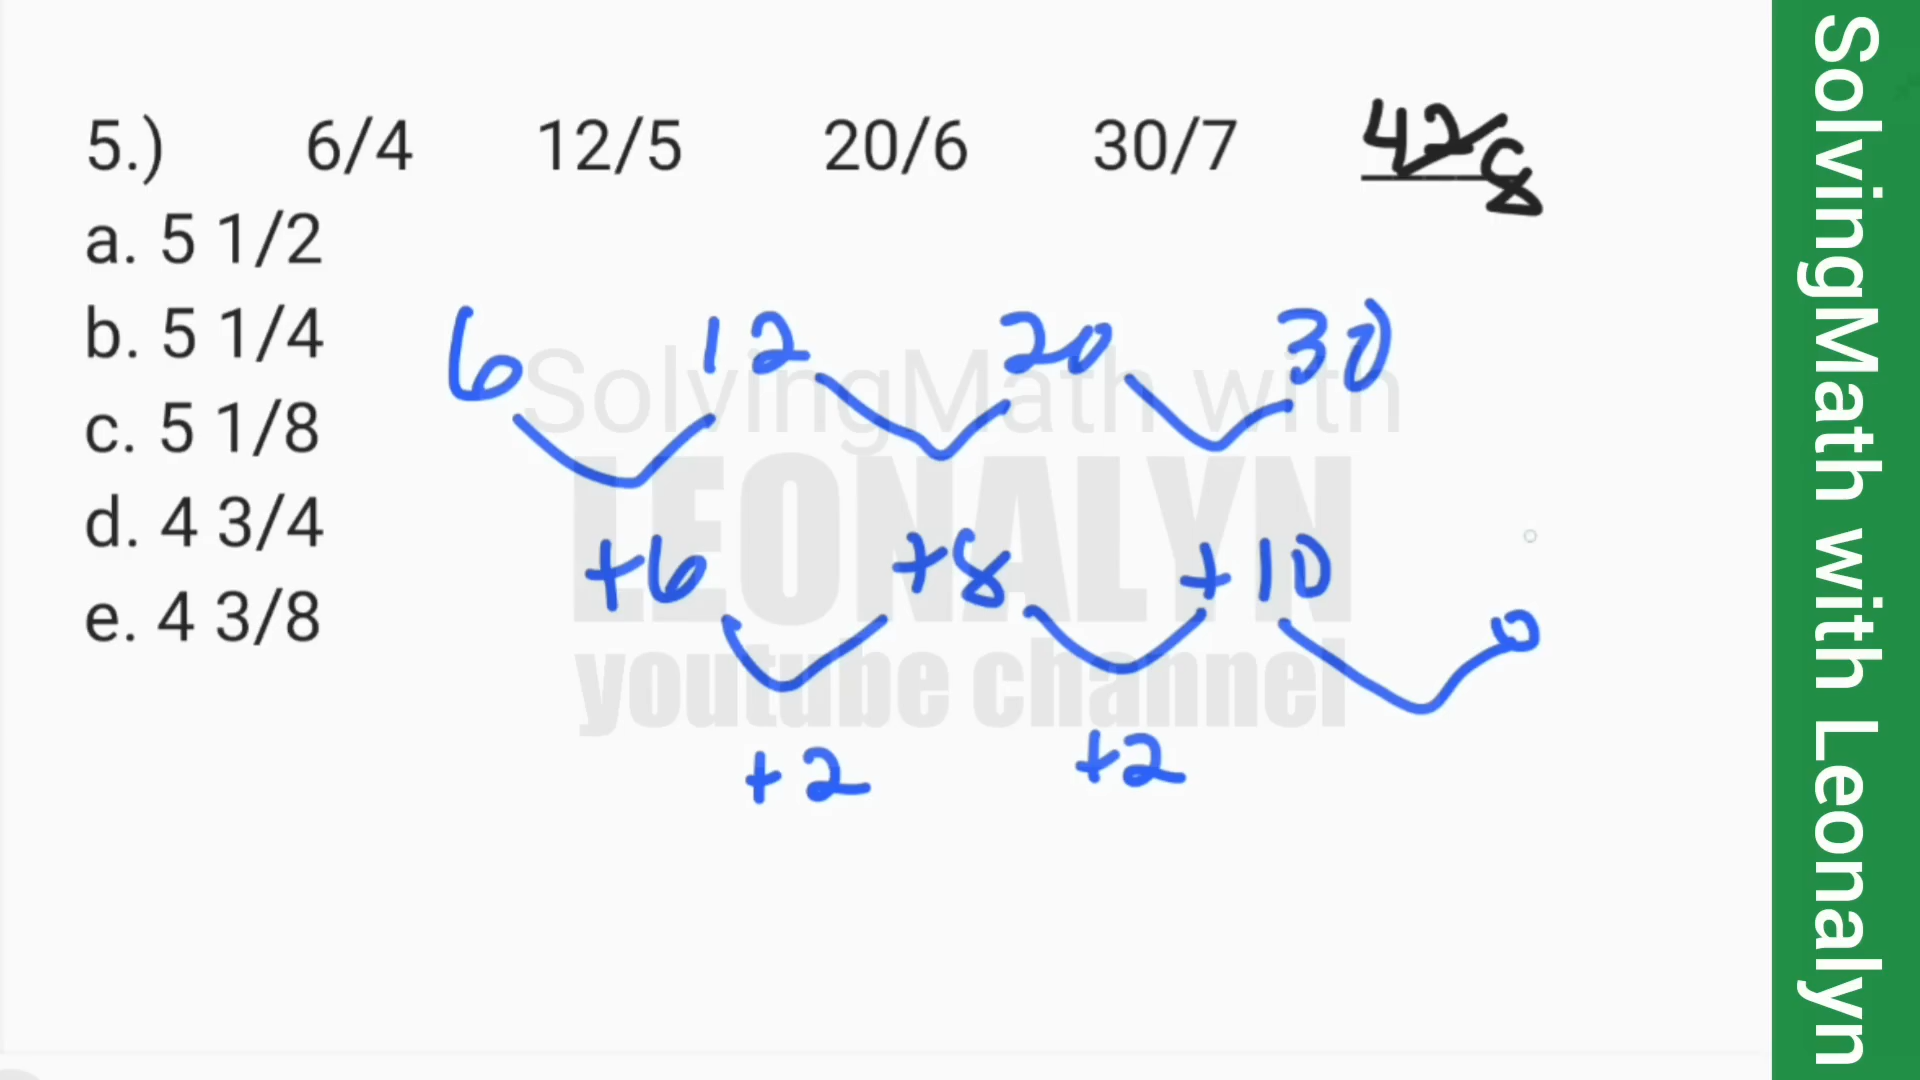 5.) 6/4 12/5 20/6 30/7 42/8
a. 5 1/2
b. 5 1/4
c. 5 1/8
d. 4 3/4
e. 4 3/8
6 12 20 30
+6 +8 +10
+2 +2
SolvingMath with
LEONALYN
youtube channel
SolvingMath with Leonalyn